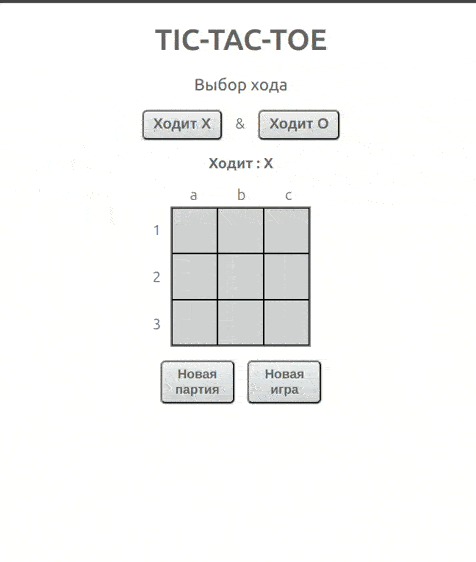 TIC-TAC-TOE
Выбор хода
Ходит X & Ходит O
Ходит : X
a b c
1
2
3
Новая партия Новая игра